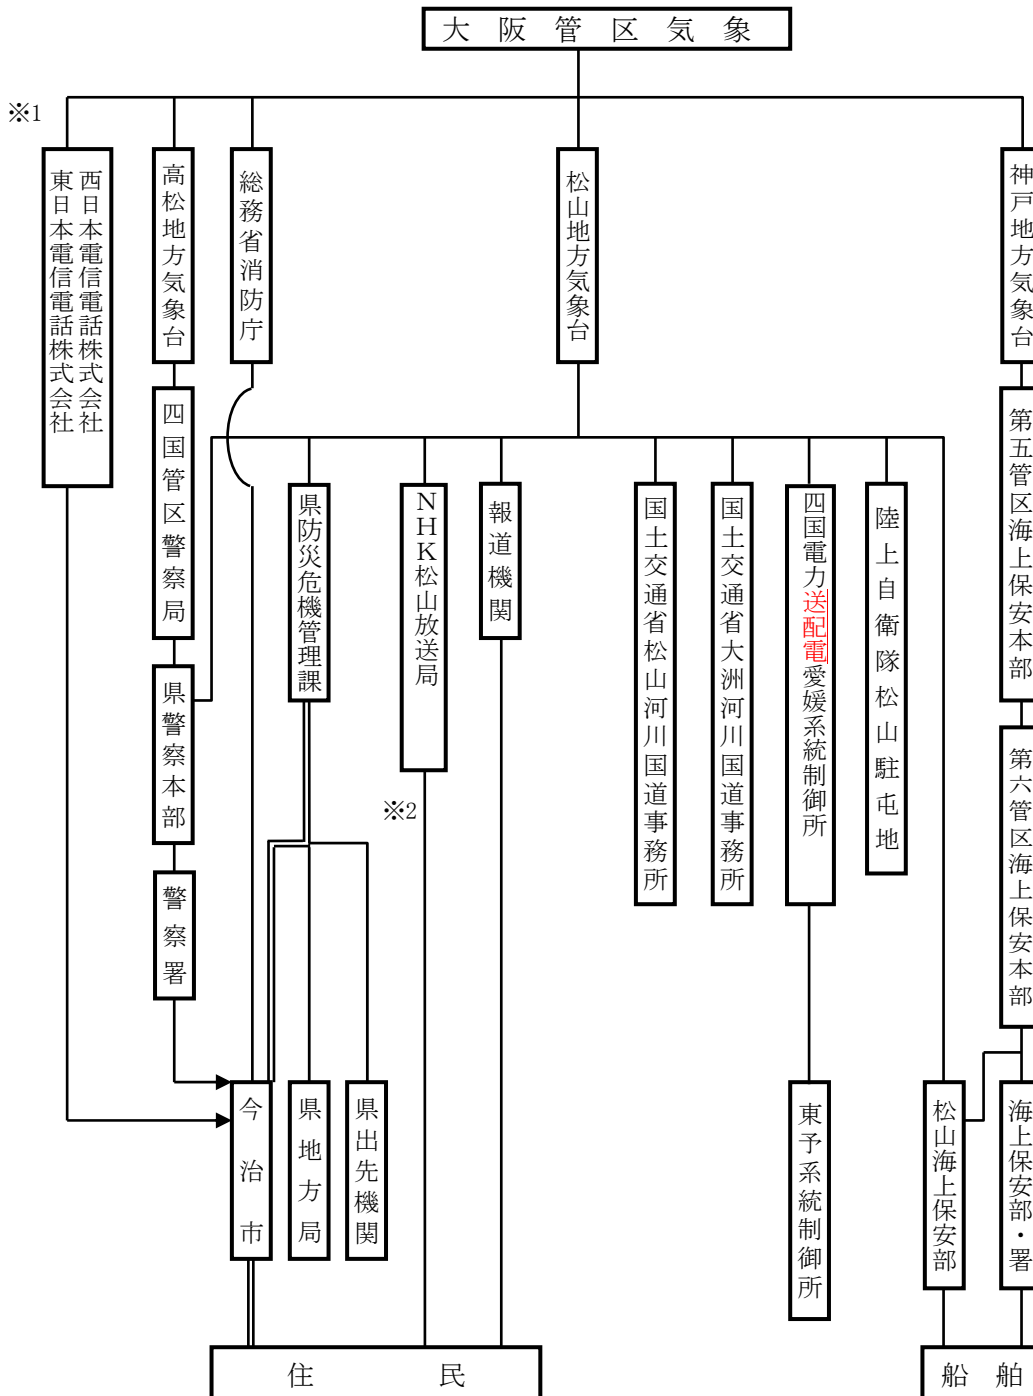 大阪管区気象
※1
西日本電信電話株式会社
東日本電信電話株式会社
高松地方気象台
総務省消防庁
松山地方気象台
神戸地方気象台
四国管区警察局
第五管区海上保安本部
県防災危機管理課
NHK松山放送局
報道機関
国土交通省松山河川国道事務所
国土交通省大洲河川国道事務所
四国電力送配電愛媛系統制御所
陸上自衛隊松山駐屯地
県警察本部
第六管区海上保安本部
※2
警察署
今治市
県地方局
県出先機関
東予系統制御所
松山海上保安部
海上保安部・署
住民
船舶